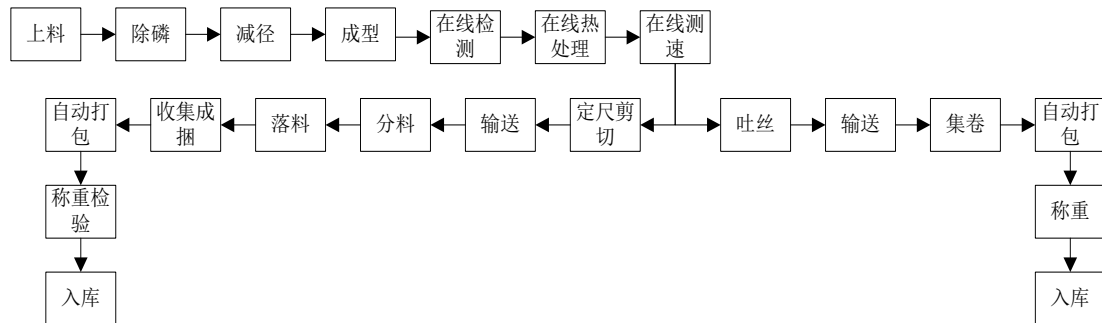 上料
除磷
减径
成型
在线检
测
在线热
处理
在线测
速
自动打
包
收集成
捆
落料
分料
输送
定尺剪
切
吐丝
输送
集卷
自动打
包
称重检
验
称重
入库
入库